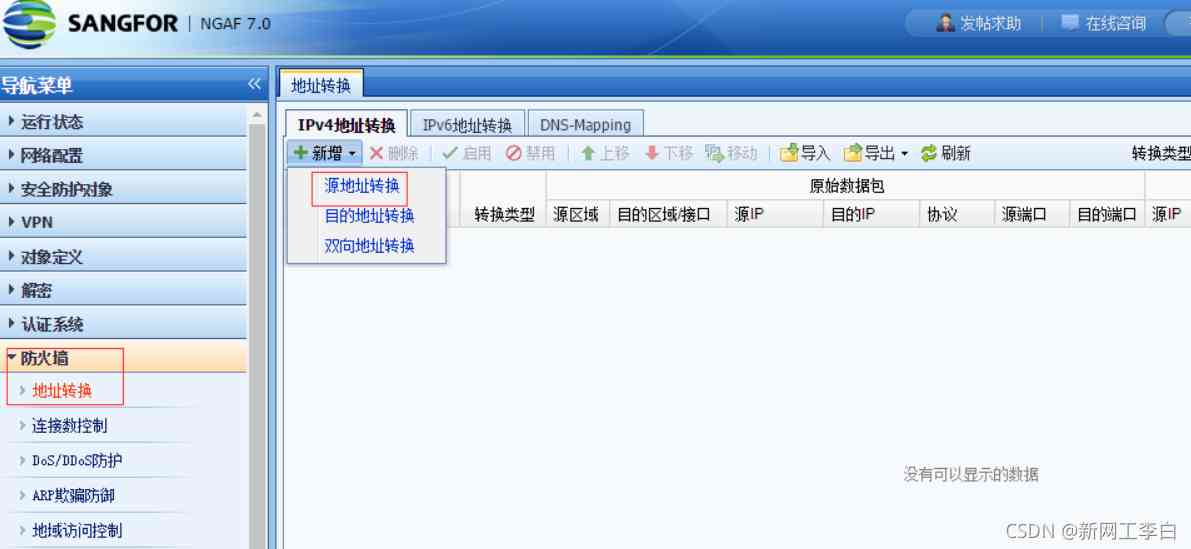 SANGFOR | NGAF 7.0 发帖求助 在线咨询
导航菜单
地址转换
运行状态
网络配置
安全防护对象
VPN
对象定义
解密
认证系统
防火墙
地址转换
连接数控制
DoS/DDoS防护
ARP欺骗防御
地域访问控制
IPv4地址转换 IPv6地址转换 DNS-Mapping
新增 删除 启用 禁用 上移 下移 移动 导入 导出 刷新 转换类型
源地址转换
目的地址转换
双向地址转换
原始数据包
转换类型 源区域 目的区域/接口 源IP 目的IP 协议 源端口 目的端口 源IP
没有可以显示的数据
CSDN @新网工李白